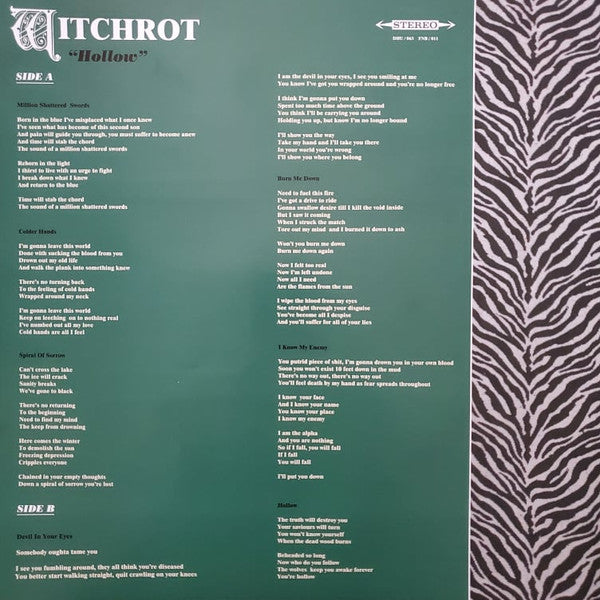 WITCHROT
"Hollow"
STEREO
DHU / 063 FNB / 013
SIDE A
Million Shattered Swords
Born in the blue I've misplaced what I once knew
I've seen what has become of this second son
And pain will guide you through, you must suffer to become anew
And time will stab the chord
The sound of a million shattered swords
Reborn in the light
I thirst to live with an urge to fight
I break down what I knew
And return to the blue
Time will stab the chord
The sound of a million shattered swords
Colder Hands
I'm gonna leave this world
Done with sucking the blood from you
Drown out my old life
And walk the plank into something knew
There's no turning back
To the feeling of cold hands
Wrapped around my neck
I'm gonna leave this world
Keep on leeching on to nothing real
I've numbed out all my love
Cold hands are all I feel
Spiral Of Sorrow
Can't cross the lake
The ice will crack
Sanity breaks
We've gone to black
There's no returning
To the beginning
Need to find my mind
The keep from drowning
Here comes the winter
To demolish the sun
Freezing depression
Cripples everyone
Chained in your empty thoughts
Down a spiral of sorrow you're lost
SIDE B
Devil In Your Eyes
Somebody oughta tame you
I see you fumbling around, they all think you're diseased
You better start walking straight, quit crawling on your knees
I am the devil in your eyes, I see you smiling at me
You know I've got you wrapped around and you're no longer free
I think I'm gonna put you down
Spent too much time above the ground
You think I'll be carrying you around
Holding you up, but know I'm no longer bound
I'll show you the way
Take my hand and I'll take you there
In your world you're wrong
I'll show you where you belong
Burn Me Down
Need to fuel this fire
I've got a drive to ride
Gonna swallow desire till I kill the void inside
But I saw it coming
When I struck the match
Tore out my mind and I burned it down to ash
Won't you burn me down
Burn me down again
Now I felt too real
Now I'm left undone
Now all I need
Are the flames from the sun
I wipe the blood from my eyes
See straight through your disguise
You've become all I despise
And you'll suffer for all of your lies
I Know My Enemy
You putrid piece of shit, I'm gonna drown you in your own blood
Soon you won't exist 10 feet down in the mud
There's no way out, there's no way out
You'll feel death by my hand as fear spreads throughout
I know your face
And I know your name
You know your place
I know my enemy
I am the alpha
And you are nothing
So if I fall, you will fall
If I fall
You will fall
I'll put you down
Hollow
The truth will destroy you
Your saviours will turn
You won't know yourself
When the dead wood burns
Beheaded so long
Now who do you follow
The wolves keep you awake forever
You're hollow